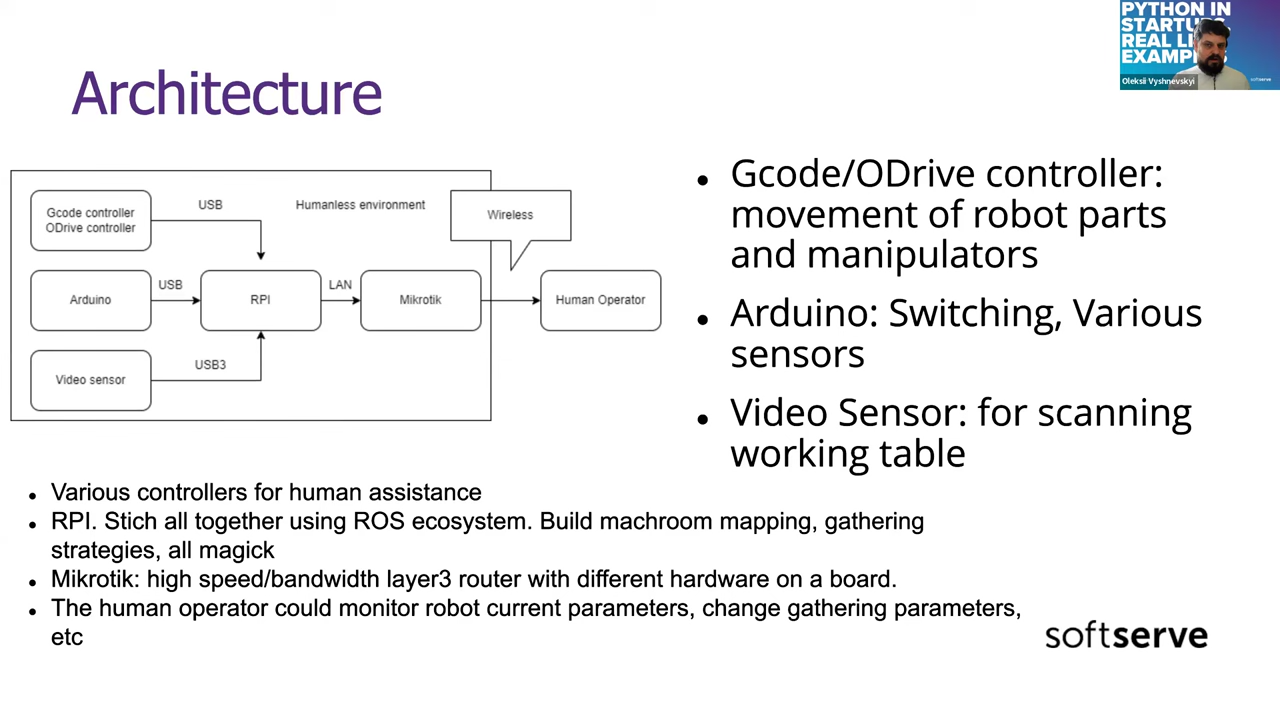 PYTHON IN
REAL
Oleksii Vyshnevskyi
softserve
Architecture
Gcode controller
ODrive controller
USB
Humanless environment
Wireless
Arduino
USB
RPI
LAN
Mikrotik
Human Operator
Video sensor
USB3
• Gcode/ODrive controller:
movement of robot parts
and manipulators
• Arduino: Switching, Various
sensors
• Video Sensor: for scanning
working table
• Various controllers for human assistance
• RPI. Stich all together using ROS ecosystem. Build machroom mapping, gathering
strategies, all magick
• Mikrotik: high speed/bandwidth layer3 router with different hardware on a board.
• The human operator could monitor robot current parameters, change gathering parameters,
etc
softserve